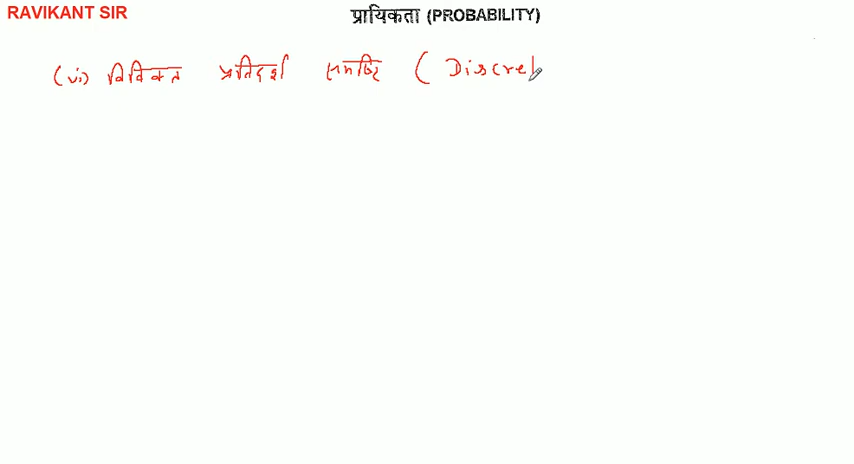 RAVIKANT SIR
प्रायिकता (PROBABILITY)
(vi) विविक्त प्रतिदर्श समष्टि ( Discret